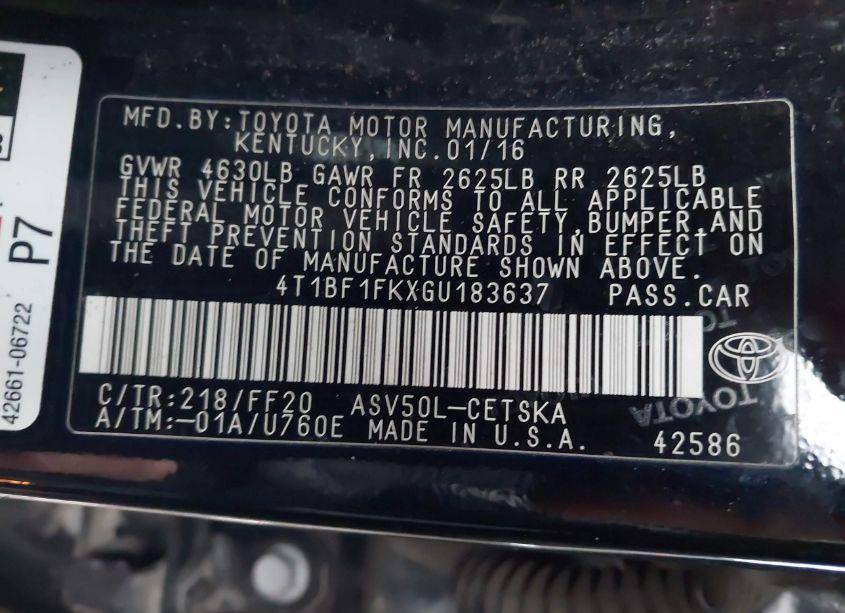 MFD.BY:TOYOTA MOTOR MANUFACTURING,
KENTUCKY,INC.01/16
GVWR 4630LB GAWR FR 2625LB RR 2625LB
THIS VEHICLE CONFORMS TO ALL APPLICABLE
FEDERAL MOTOR VEHICLE SAFETY,BUMPER,AND
THEFT PREVENTION STANDARDS IN EFFECT ON
THE DATE OF MANUFACTURE SHOWN ABOVE.
4T1BF1FKXGU183637 PASS.CAR
C/TR:218/FF20 ASV50L-CETSKA
A/TM:-01A/U760E MADE IN U.S.A. 42586
TOYOTA
P7
42661-06722